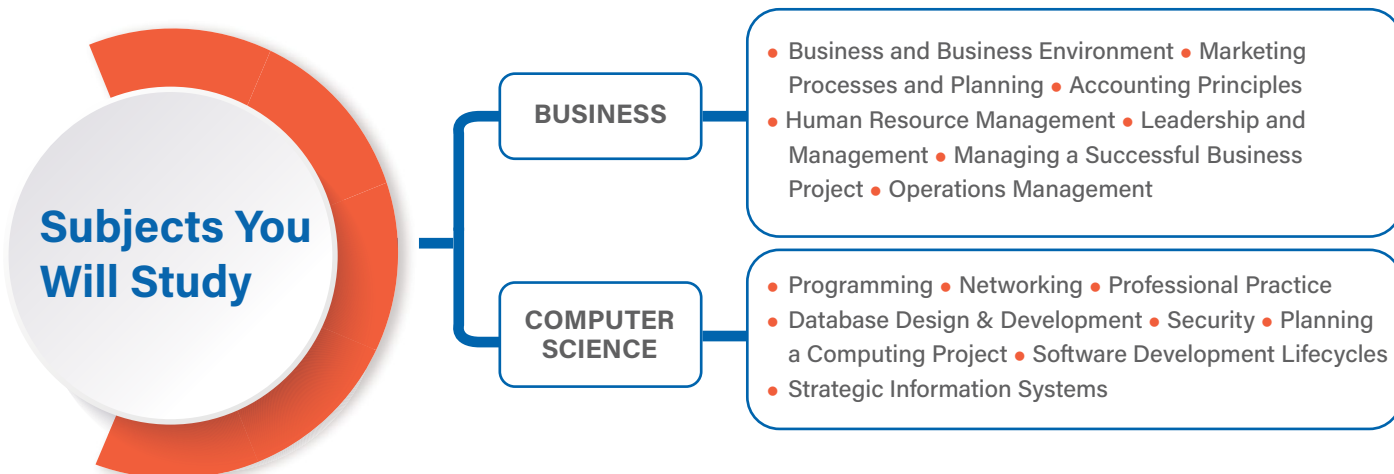 Subjects You
Will Study
BUSINESS
• Business and Business Environment • Marketing
Processes and Planning • Accounting Principles
• Human Resource Management • Leadership and
Management • Managing a Successful Business
Project • Operations Management
COMPUTER
SCIENCE
• Programming • Networking • Professional Practice
• Database Design & Development • Security • Planning
a Computing Project • Software Development Lifecycles
• Strategic Information Systems